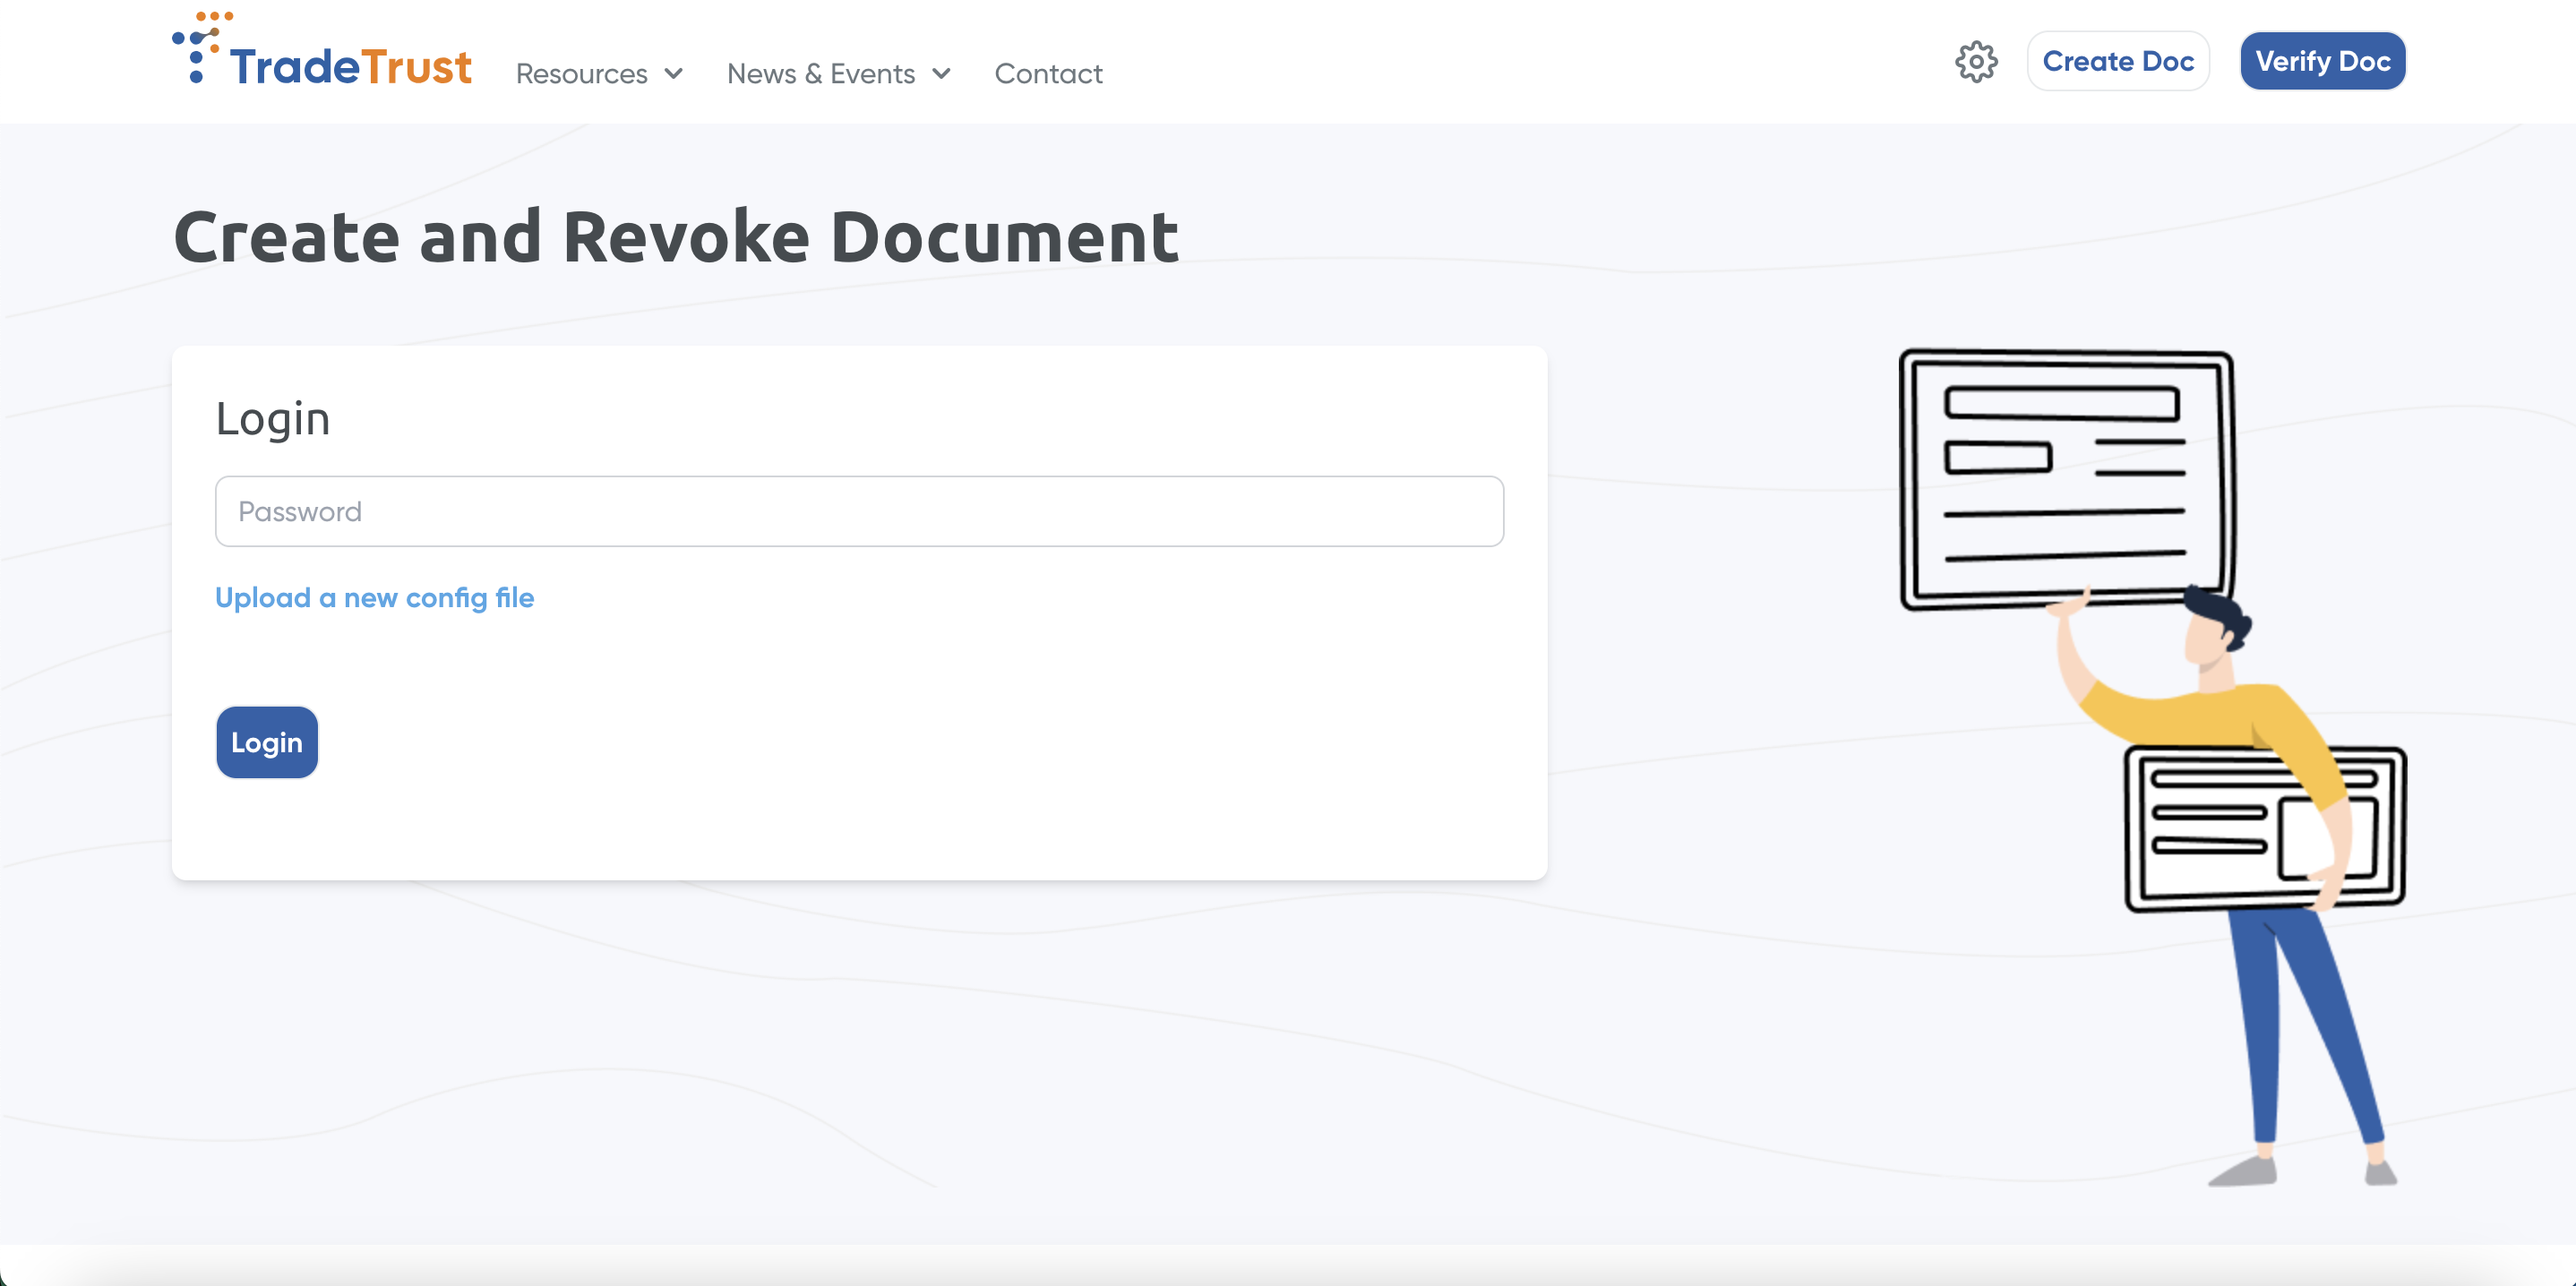 TradeTrust
Resources
News & Events
Contact
Create Doc
Verify Doc
Create and Revoke Document
Login
Password
Upload a new config file
Login